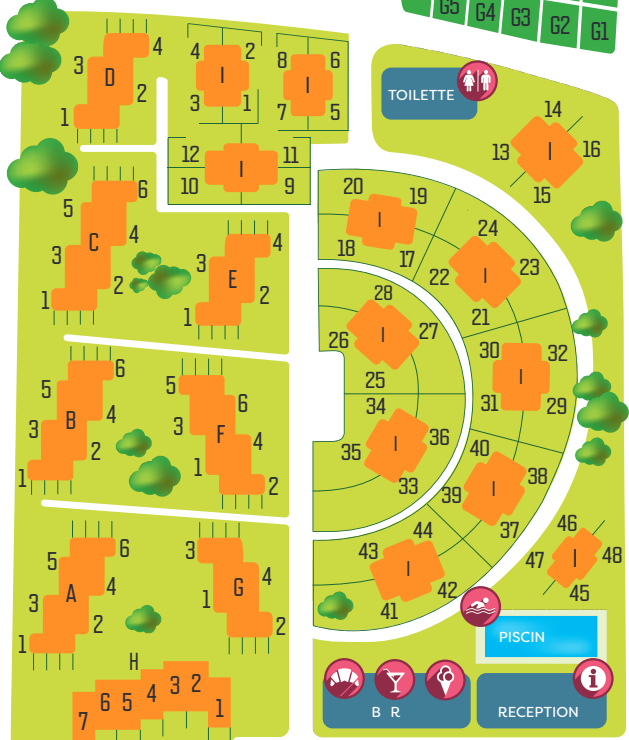 G5 G4 G3 G2 G1
3 D 4
2
1
4 I 2
3 1
8 I 6
7 5
TOILETTE
14
13 I 16
15
12 I 11
10 9
6
5
C 4
3
2
1
E 4
3
2
1
20 19
I
18 17
24
22 I 23
21
28
I 27
26
25
30 32
I
31 29
34
I 36
35
33
40
I 38
39
37
44
43
I
42
41
46
47 I 48
45
6
5
B 4
3
2
1
5
6
3
F 4
2
6
5
A 4
3
2
1
3
G 4
1
2
H
7 6 5 4 3 2 1
PISCIN
B R
i
RECEPTION